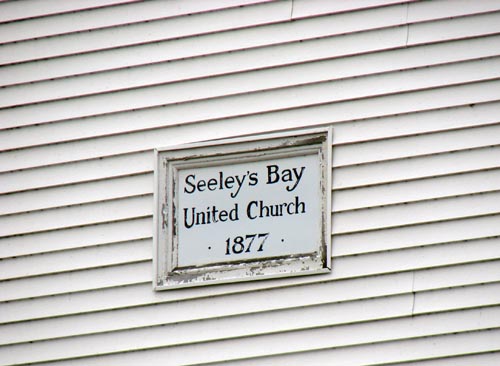 Seeley's Bay
United Church
· 1877 ·